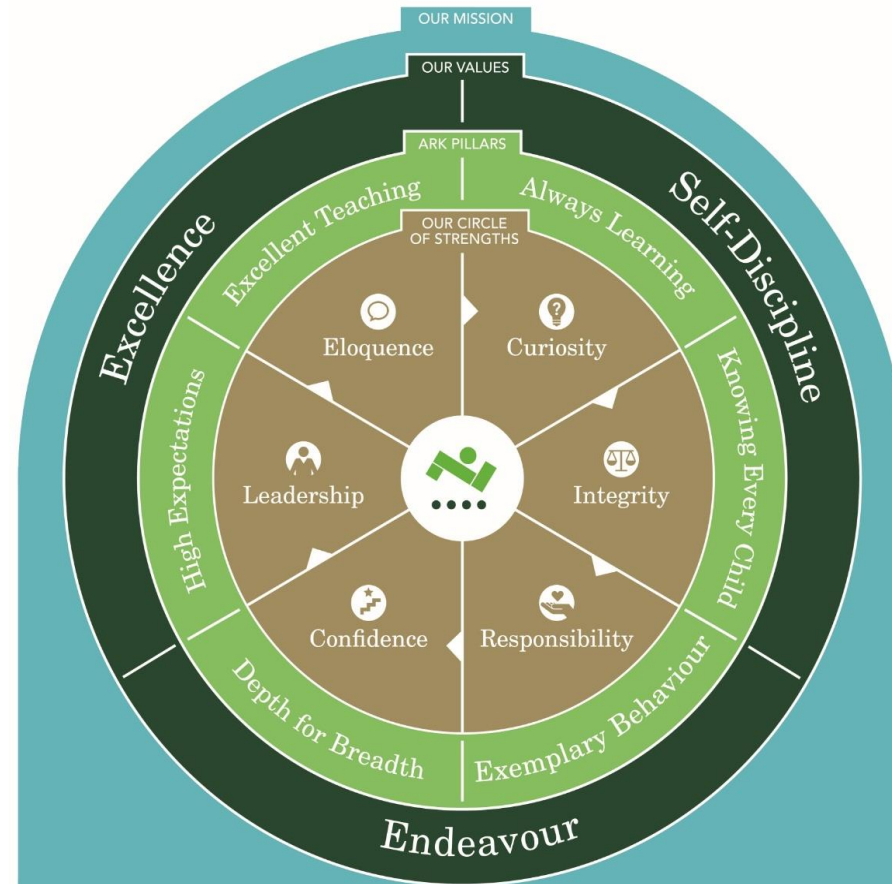 OUR MISSION
OUR VALUES
ARK PILLARS
OUR CIRCLE
OF STRENGTHS
Excellence
Self-Discipline
Endeavour
Excellent Teaching
Always Learning
Knowing Every Child
Exemplary Behaviour
Depth for Breadth
High Expectations
Eloquence
Curiosity
Integrity
Responsibility
Confidence
Leadership